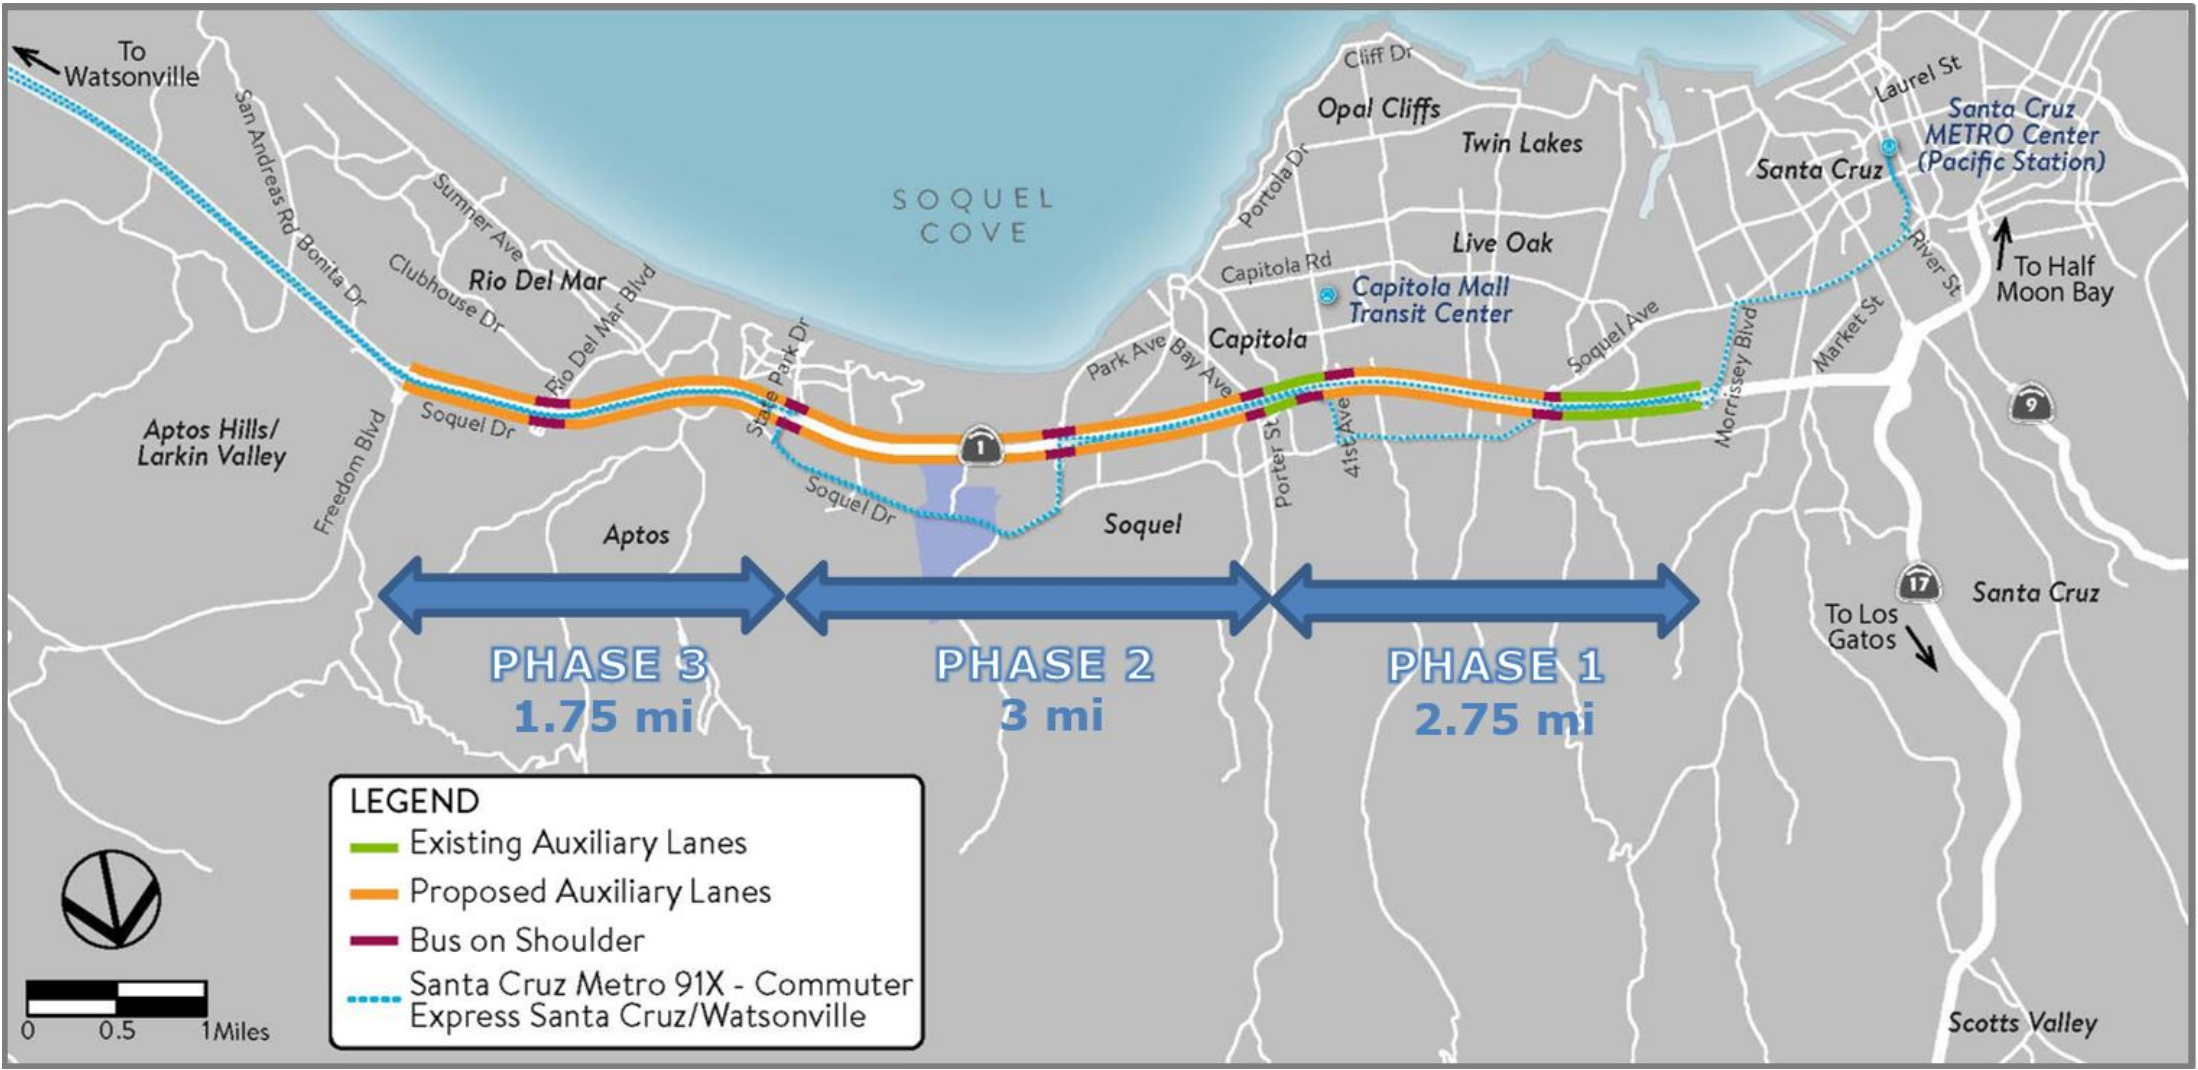 To
Watsonville
San Andreas Rd
Bonita Dr
Sumner Ave
Clubhouse Dr
Rio Del Mar
Rio Del Mar Blvd
State Park Dr
SOQUEL
COVE
Cliff Dr
Opal Cliffs
Twin Lakes
Portola Dr
Live Oak
Capitola Rd
Capitola Mall
Transit Center
Capitola
Park Ave
Bay Ave
Soquel Ave
Laurel St
Santa Cruz
METRO Center
(Pacific Station)
Santa Cruz
River St
To Half
Moon Bay
Market St
Morrissey Blvd
9
1
Aptos Hills/
Larkin Valley
Soquel Dr
Freedom Blvd
Soquel Dr
Aptos
Soquel
Porter St
41st Ave
17
Santa Cruz
To Los
Gatos
PHASE 3
1.75 mi
PHASE 2
3 mi
PHASE 1
2.75 mi
LEGEND
Existing Auxiliary Lanes
Proposed Auxiliary Lanes
Bus on Shoulder
Santa Cruz Metro 91X - Commuter
Express Santa Cruz/Watsonville
0 0.5 1 Miles
Scotts Valley